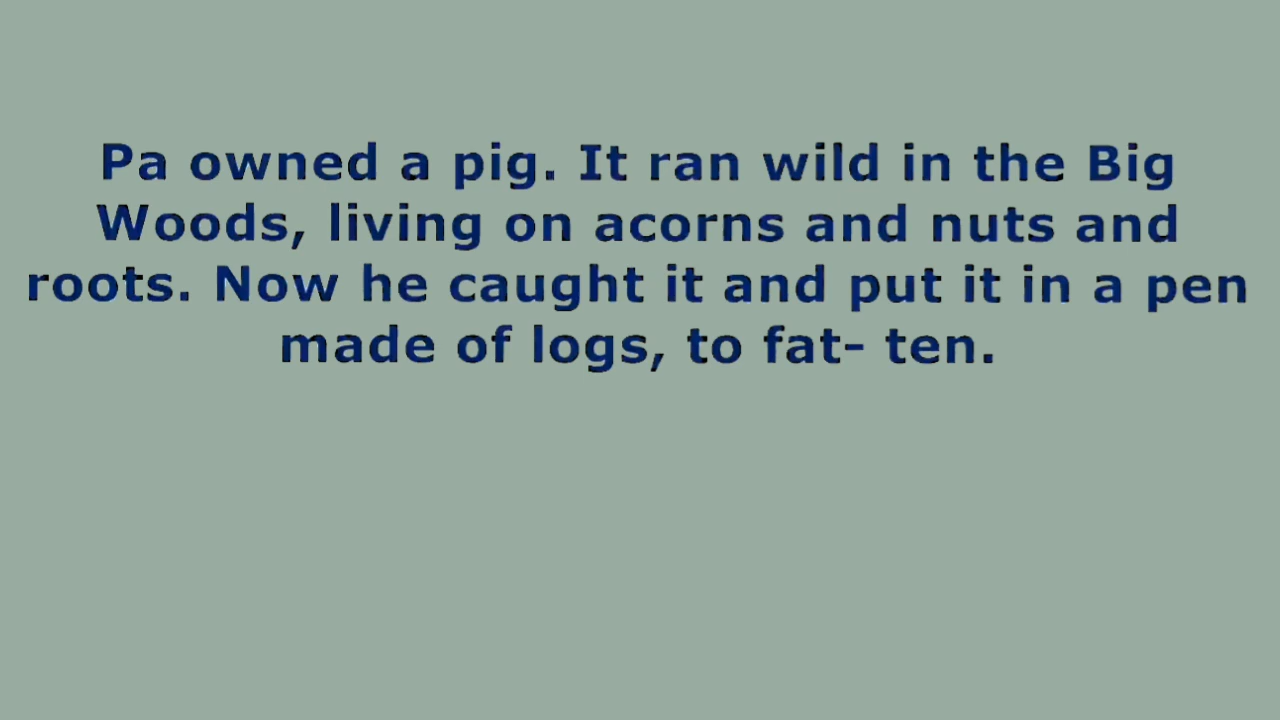 Pa owned a pig. It ran wild in the Big
Woods, living on acorns and nuts and
roots. Now he caught it and put it in a pen
made of logs, to fat- ten.